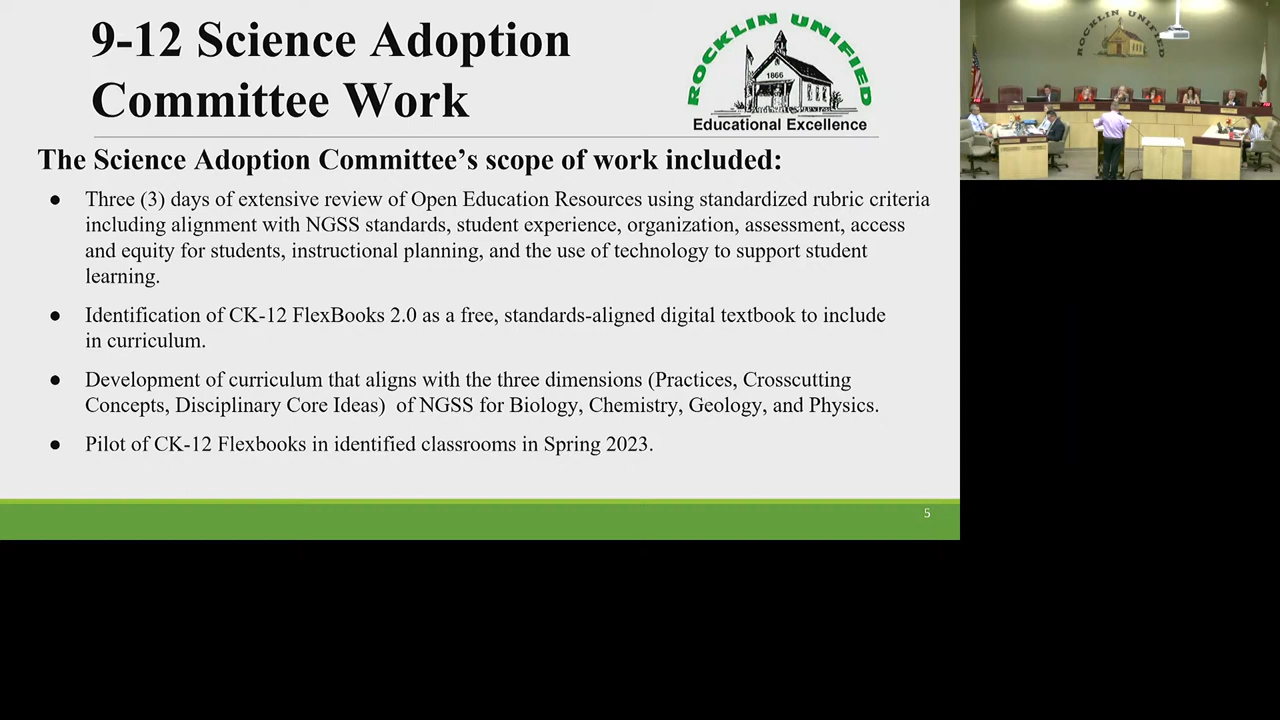 9-12 Science Adoption
Committee Work
ROCKLIN UNIFIED
1866
Educational Excellence
ROCKLIN UNIFIED
The Science Adoption Committee’s scope of work included:
● Three (3) days of extensive review of Open Education Resources using standardized rubric criteria
including alignment with NGSS standards, student experience, organization, assessment, access
and equity for students, instructional planning, and the use of technology to support student
learning.
● Identification of CK-12 FlexBooks 2.0 as a free, standards-aligned digital textbook to include
in curriculum.
● Development of curriculum that aligns with the three dimensions (Practices, Crosscutting
Concepts, Disciplinary Core Ideas)  of NGSS for Biology, Chemistry, Geology, and Physics.
● Pilot of CK-12 Flexbooks in identified classrooms in Spring 2023.
5